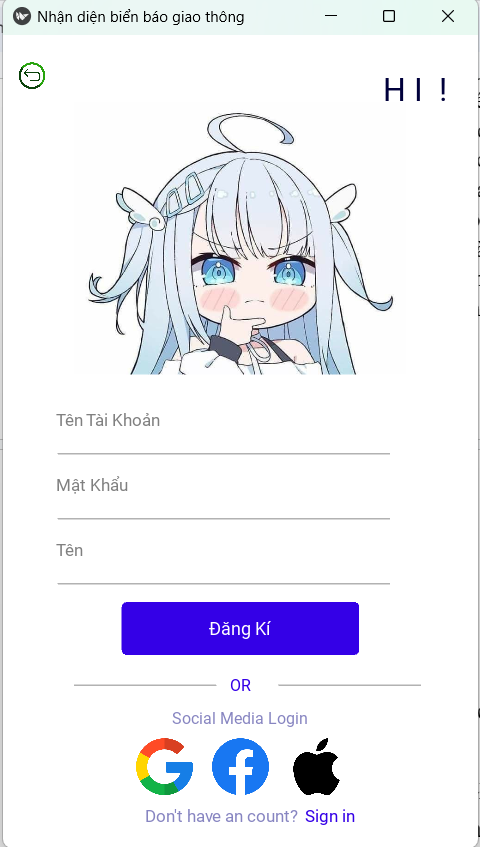 Nhận diện biển báo giao thông
H I !
Tên Tài Khoản
Mật Khẩu
Tên
Đăng Kí
OR
Social Media Login
Don't have an count? Sign in